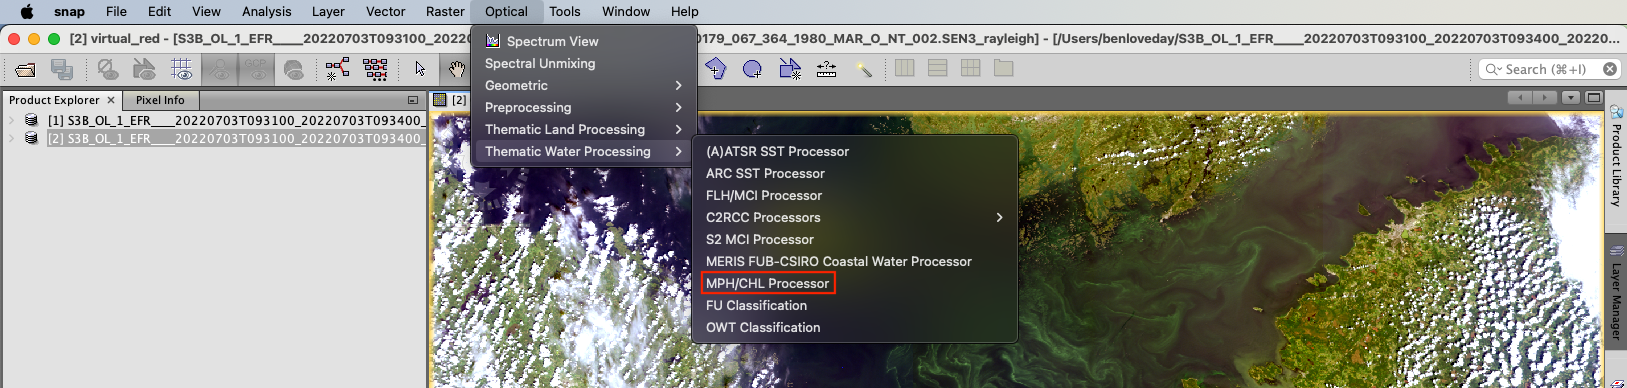 snap File Edit View Analysis Layer Vector Raster Optical Tools Window Help
[2] virtual_red - [S3B_OL_1_EFR____20220703T093100_2022
0179_067_364_1980_MAR_O_NT_002.SEN3_rayleigh] - [/Users/benloveday/S3B_OL_1_EFR____20220703T093100_20220703T093400_20220...
Search (⌘+I)
Product Explorer Pixel Info
[2]
[1] S3B_OL_1_EFR____20220703T093100_20220703T093400_
[2] S3B_OL_1_EFR____20220703T093100_20220703T093400_
Spectrum View
Spectral Unmixing
Geometric
Preprocessing
Thematic Land Processing
Thematic Water Processing
(A)ATSR SST Processor
ARC SST Processor
FLH/MCI Processor
C2RCC Processors
S2 MCI Processor
MERIS FUB-CSIRO Coastal Water Processor
MPH/CHL Processor
FU Classification
OWT Classification
Product Library
Layer Manager